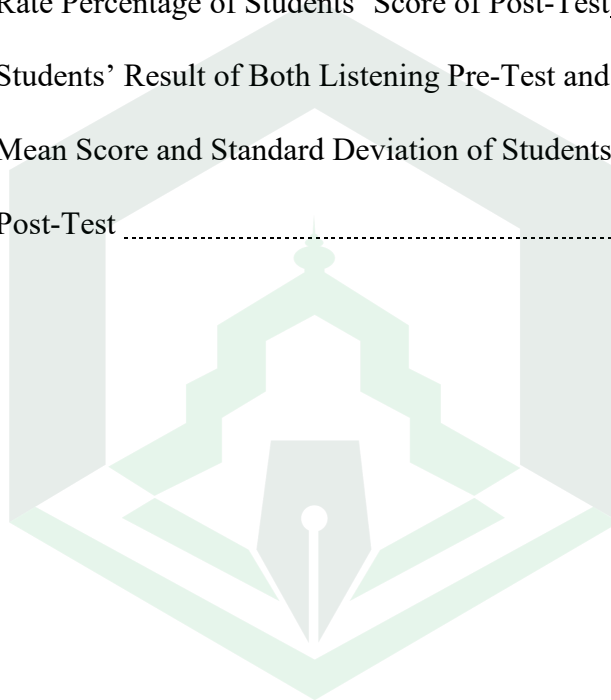 Rate Percentage of Students' Score of Post-Test
Students’ Result of Both Listening Pre-Test and
Mean Score and Standard Deviation of Students
Post-Test